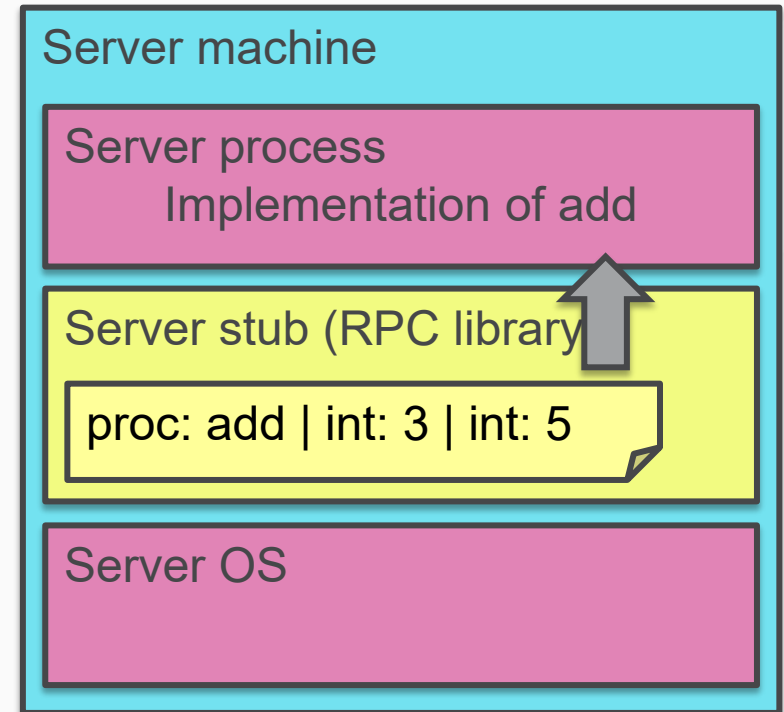 Server machine
Server process
Implementation of add
Server stub (RPC library
proc: add | int: 3 | int: 5
Server OS